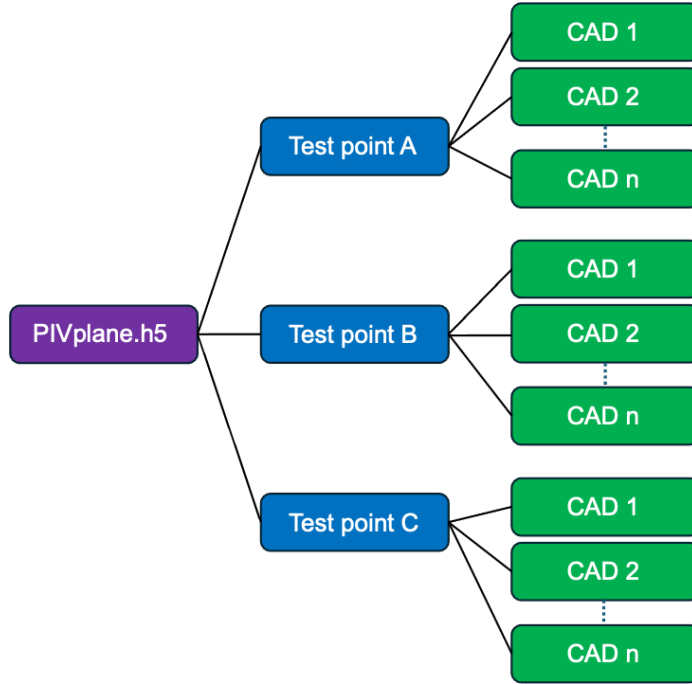 PIVplane.h5
Test point A
CAD 1
CAD 2
CAD n
Test point B
CAD 1
CAD 2
CAD n
Test point C
CAD 1
CAD 2
CAD n